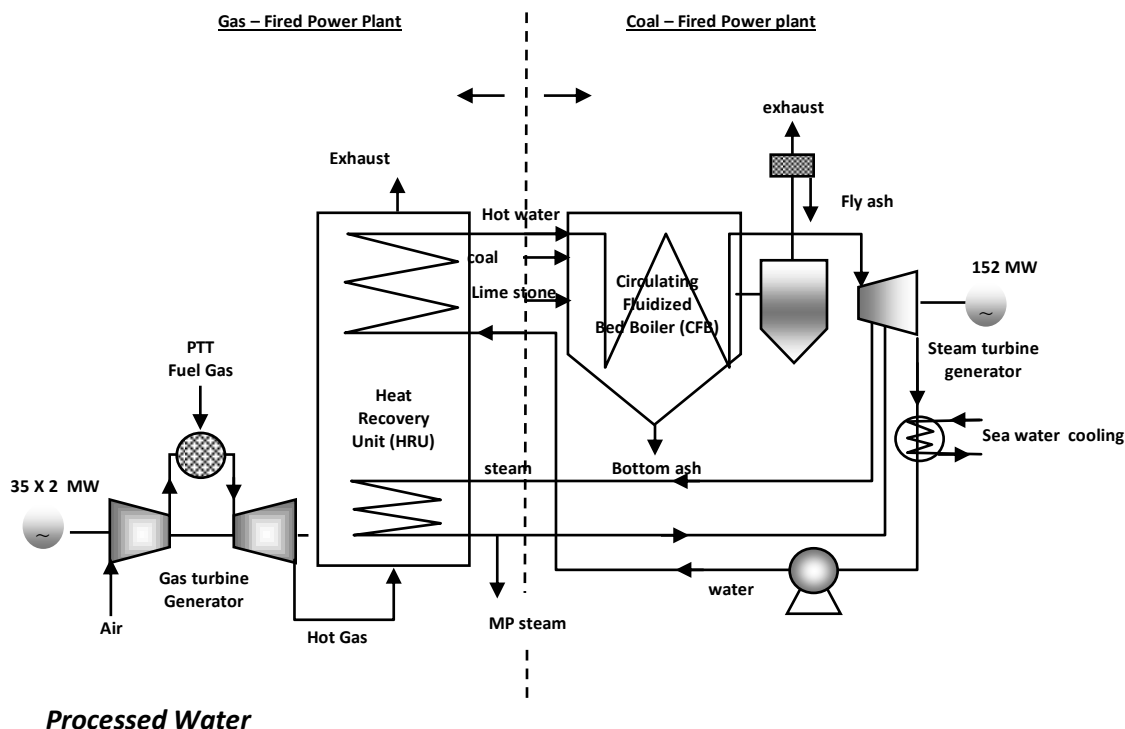 Gas – Fired Power Plant
Coal – Fired Power plant
exhaust
Exhaust
Fly ash
Hot water
coal
Lime stone
Circulating
Fluidized
Bed Boiler (CFB)
152 MW
~
Steam turbine
generator
PTT
Fuel Gas
Heat
Recovery
Unit (HRU)
Sea water cooling
steam
Bottom ash
35 X 2 MW
~
Gas turbine
Generator
water
Air
Hot Gas
MP steam
Processed Water